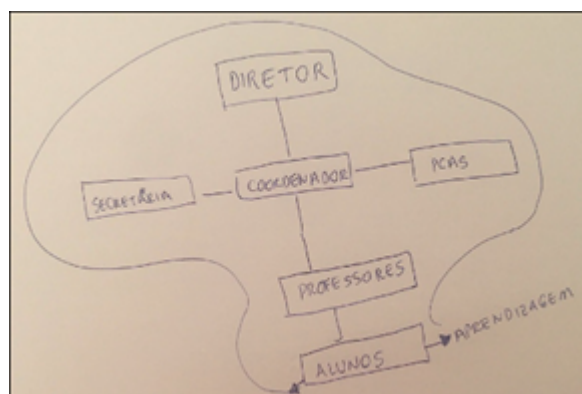 DIRETOR
SECRETÁRIA
COORDENADOR
PCAS
PROFESSORES
ALUNOS
APRENDIZAGEM